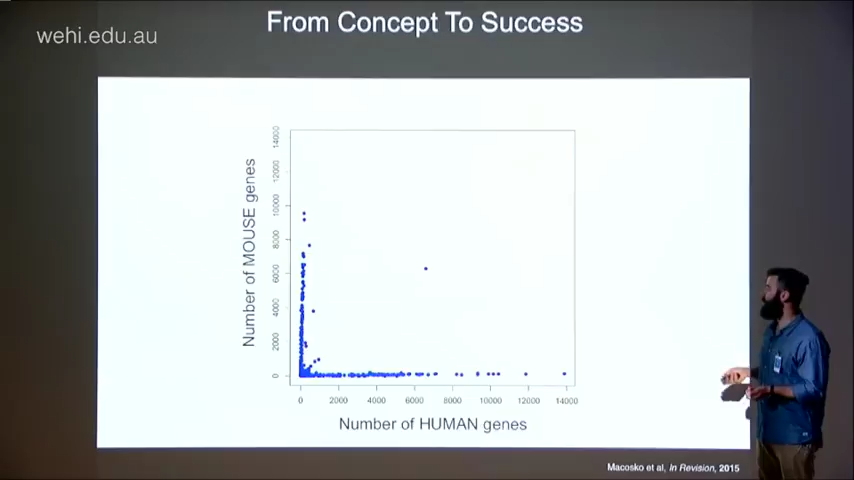 From Concept To Success
wehi.edu.au
Number of MOUSE genes
14000
12000
10000
8000
6000
4000
2000
0
0 2000 4000 6000 8000 10000 12000 14000
Number of HUMAN genes
Macosko et al, In Revision, 2015